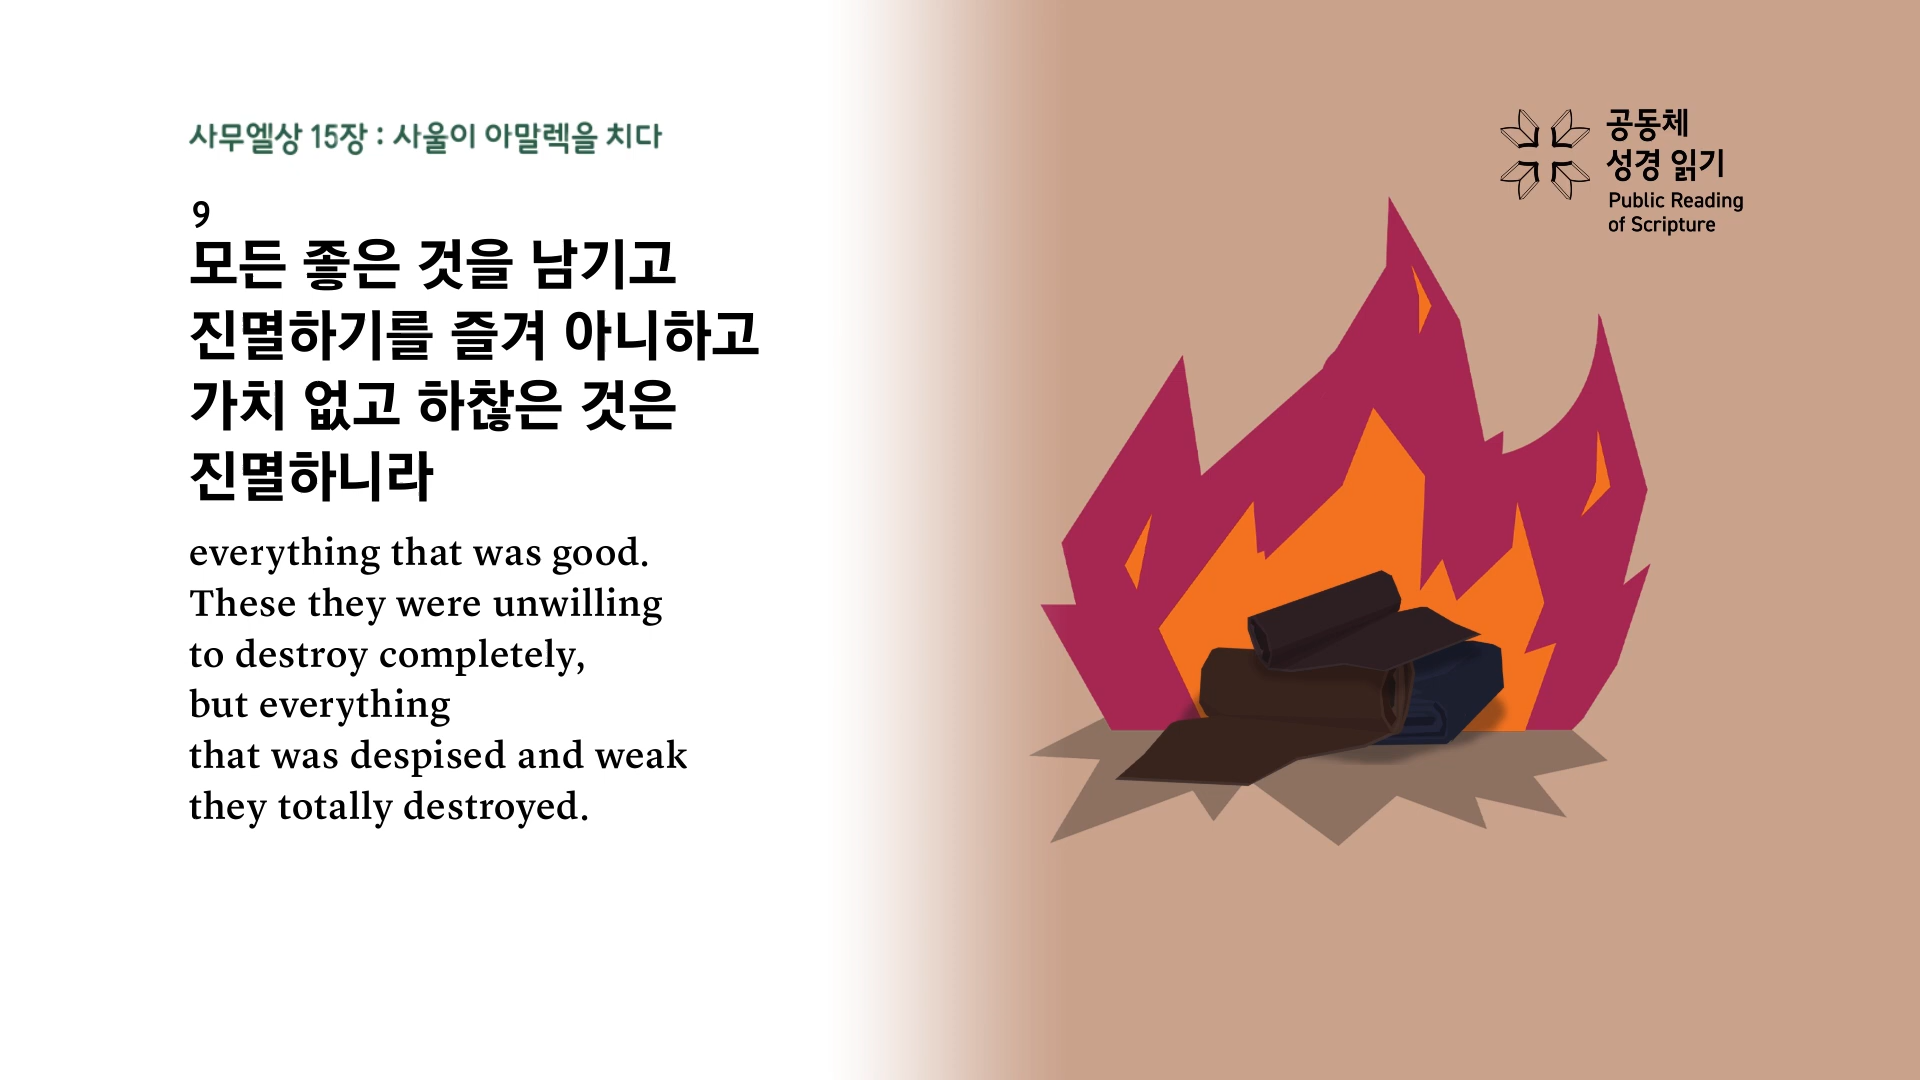 사무엘상 15장 : 사울이 아말렉을 치다
9
모든 좋은 것을 남기고
진멸하기를 즐겨 아니하고
가치 없고 하찮은 것은
진멸하니라
everything that was good.
These they were unwilling
to destroy completely,
but everything
that was despised and weak
they totally destroyed.
공동체
성경 읽기
Public Reading
of Scripture